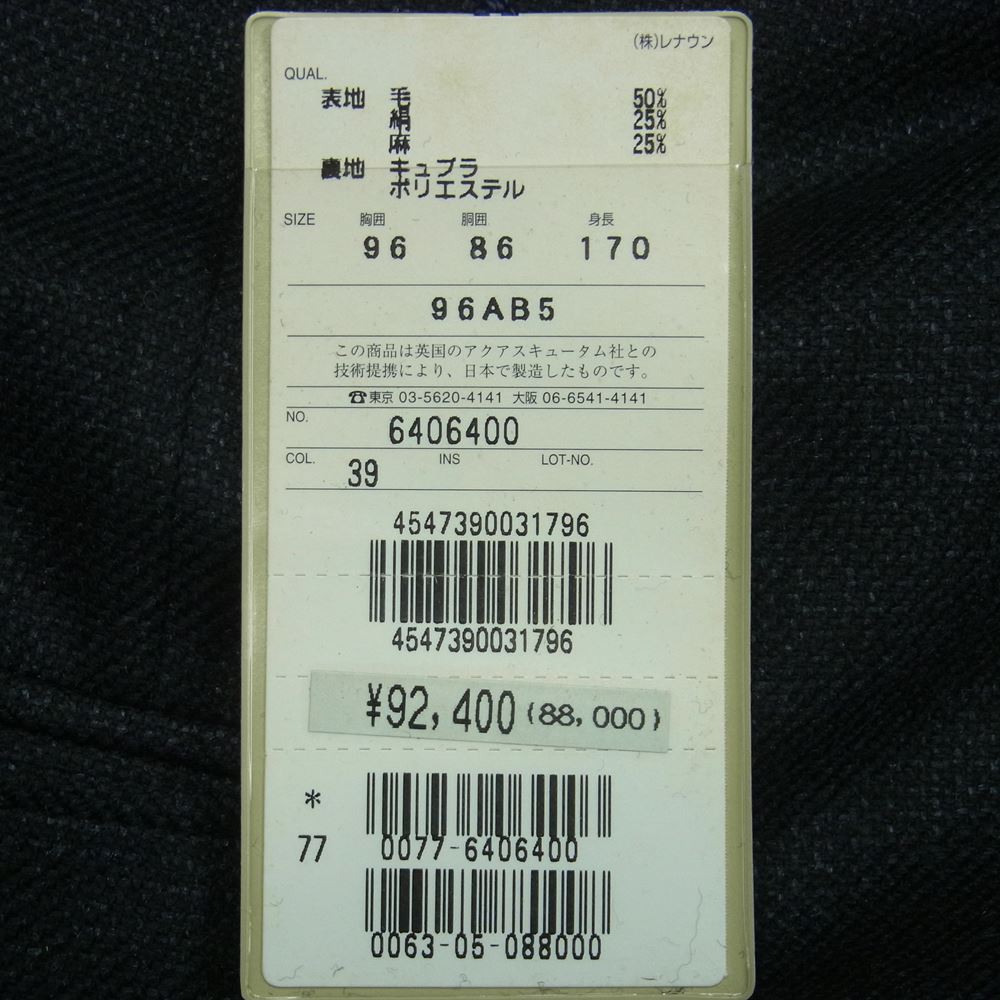 (株)レナウン
QUAL.
表地 毛 50%
絹 25%
麻 25%
裏地 キュプラ
ポリエステル
SIZE 胸囲 胴囲 身長
96 86 170
96AB5
この商品は英国のアクアスキュータム社との
技術提携により、日本で製造したものです。
☎東京 03-5620-4141 大阪 06-6541-4141
NO. 6406400
COL. 39 INS LOT-NO.
4547390031796
4547390031796
¥92,400(88,000)
*
77 0077-6406400
0063-05-088000